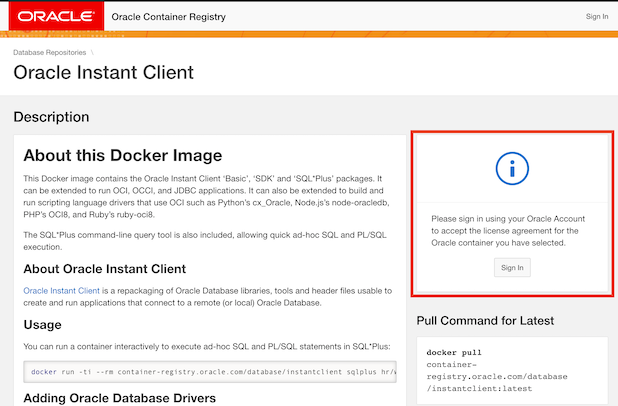 ORACLE
Oracle Container Registry
Sign In
Database Repositories \
Oracle Instant Client
Description
About this Docker Image
This Docker image contains the Oracle Instant Client 'Basic', 'SDK' and 'SQL*Plus' packages. It
can be extended to run OCI, OCCI, and JDBC applications. It can also be extended to build and
run scripting language drivers that use OCI such as Python's cx_Oracle, Node.js's node-oracledb,
PHP's OCI8, and Ruby's ruby-oci8.
The SQL*Plus command-line query tool is also included, allowing quick ad-hoc SQL and PL/SQL
execution.
About Oracle Instant Client
Oracle Instant Client is a repackaging of Oracle Database libraries, tools and header files usable to
create and run applications that connect to a remote (or local) Oracle Database.
Usage
You can run a container interactively to execute ad-hoc SQL and PL/SQL statements in SQL*Plus:
docker run -ti --rm container-registry.oracle.com/database/instantclient sqlplus hr/
Adding Oracle Database Drivers
Please sign in using your Oracle Account
to accept the license agreement for the
Oracle container you have selected.
Sign In
Pull Command for Latest
docker pull
container-
registry.oracle.com/database
/instantclient:latest